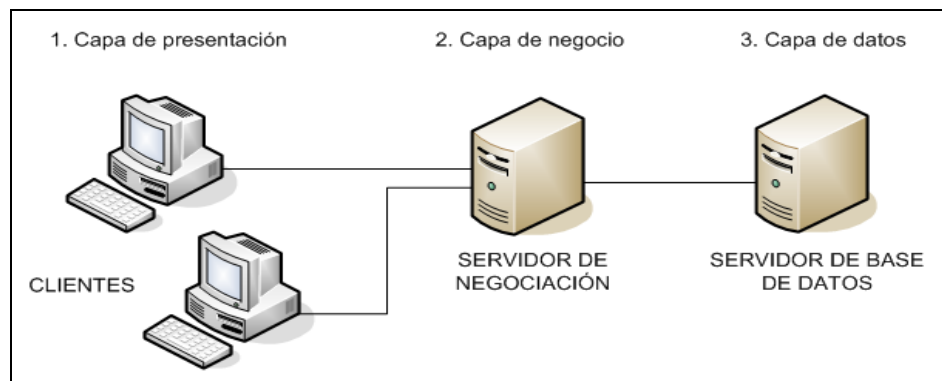 1. Capa de presentación
2. Capa de negocio
3. Capa de datos
CLIENTES
SERVIDOR DE
NEGOCIACIÓN
SERVIDOR DE BASE
DE DATOS